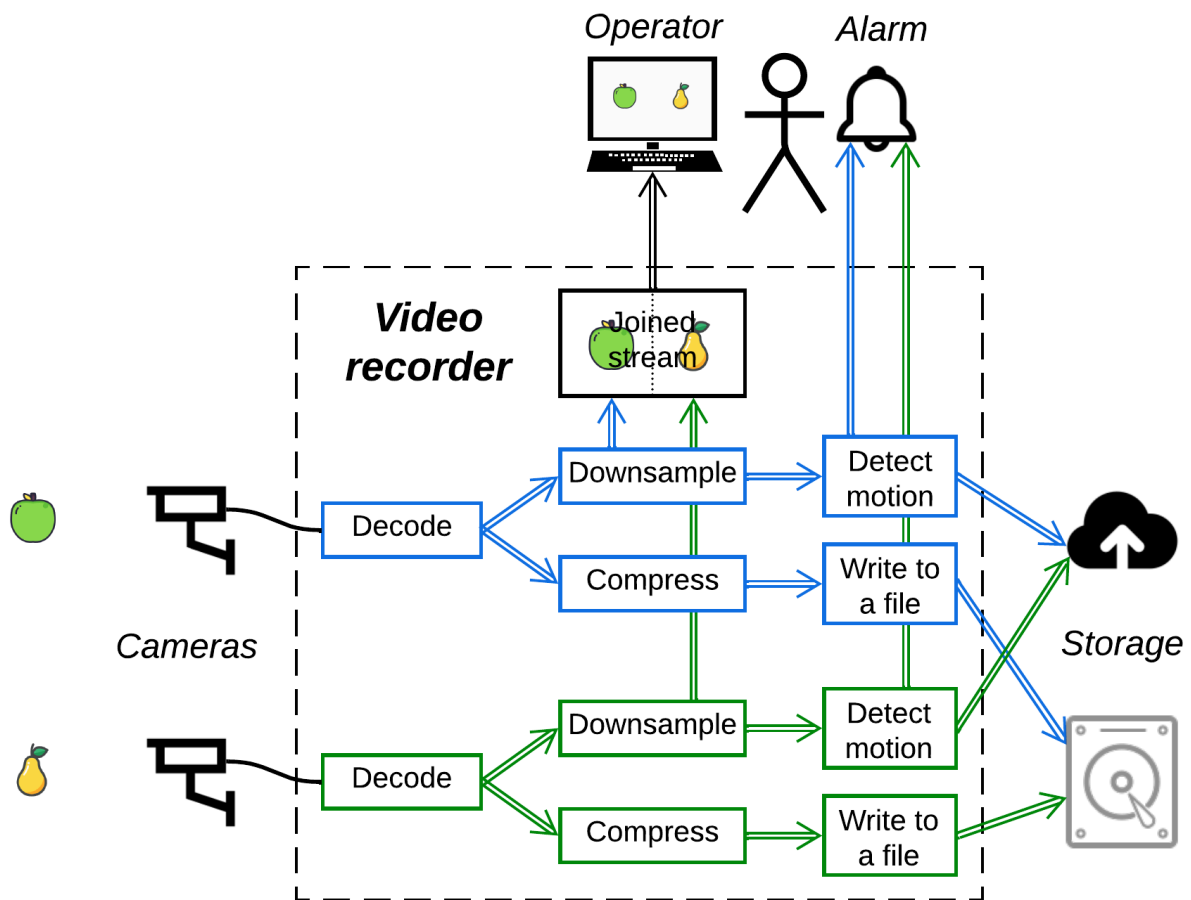 Operator
Alarm
Video
recorder
Joined
stream
Downsample
Detect
motion
Decode
Compress
Write to
a file
Cameras
Storage
Downsample
Detect
motion
Decode
Compress
Write to
a file